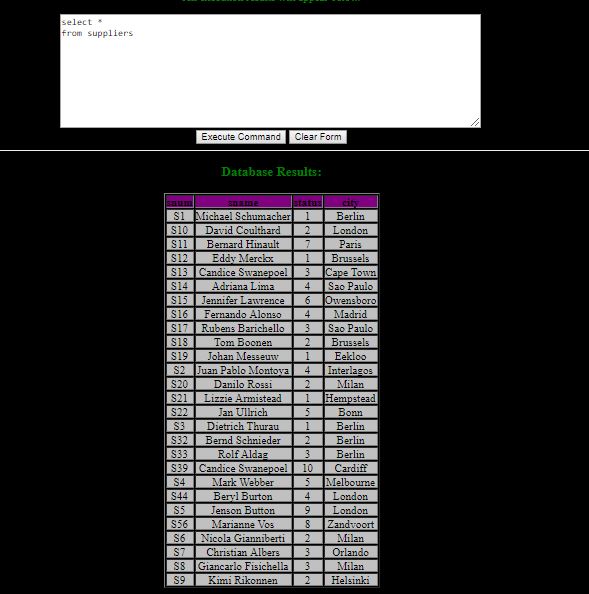 select *
from suppliers
Execute Command Clear Form
Database Results:
snum sname status city
S1 Michael Schumacher 1 Berlin
S10 David Coulthard 2 London
S11 Bernard Hinault 7 Paris
S12 Eddy Merckx 1 Brussels
S13 Candice Swanepoel 3 Cape Town
S14 Adriana Lima 4 Sao Paulo
S15 Jennifer Lawrence 6 Owensboro
S16 Fernando Alonso 4 Madrid
S17 Rubens Barichello 3 Sao Paulo
S18 Tom Boonen 2 Brussels
S19 Johan Messeuw 1 Eekloo
S2 Juan Pablo Montoya 4 Interlagos
S20 Danilo Rossi 2 Milan
S21 Lizzie Armistead 1 Hempstead
S22 Jan Ullrich 5 Bonn
S3 Dietrich Thurau 1 Berlin
S32 Bernd Schnieder 2 Berlin
S33 Rolf Aldag 3 Berlin
S39 Candice Swanepoel 10 Cardiff
S4 Mark Webber 5 Melbourne
S44 Beryl Burton 4 London
S5 Jenson Button 9 London
S56 Marianne Vos 8 Zandvoort
S6 Nicola Gianniberti 2 Milan
S7 Christian Albers 3 Orlando
S8 Giancarlo Fisichella 3 Milan
S9 Kimi Rikonnen 2 Helsinki